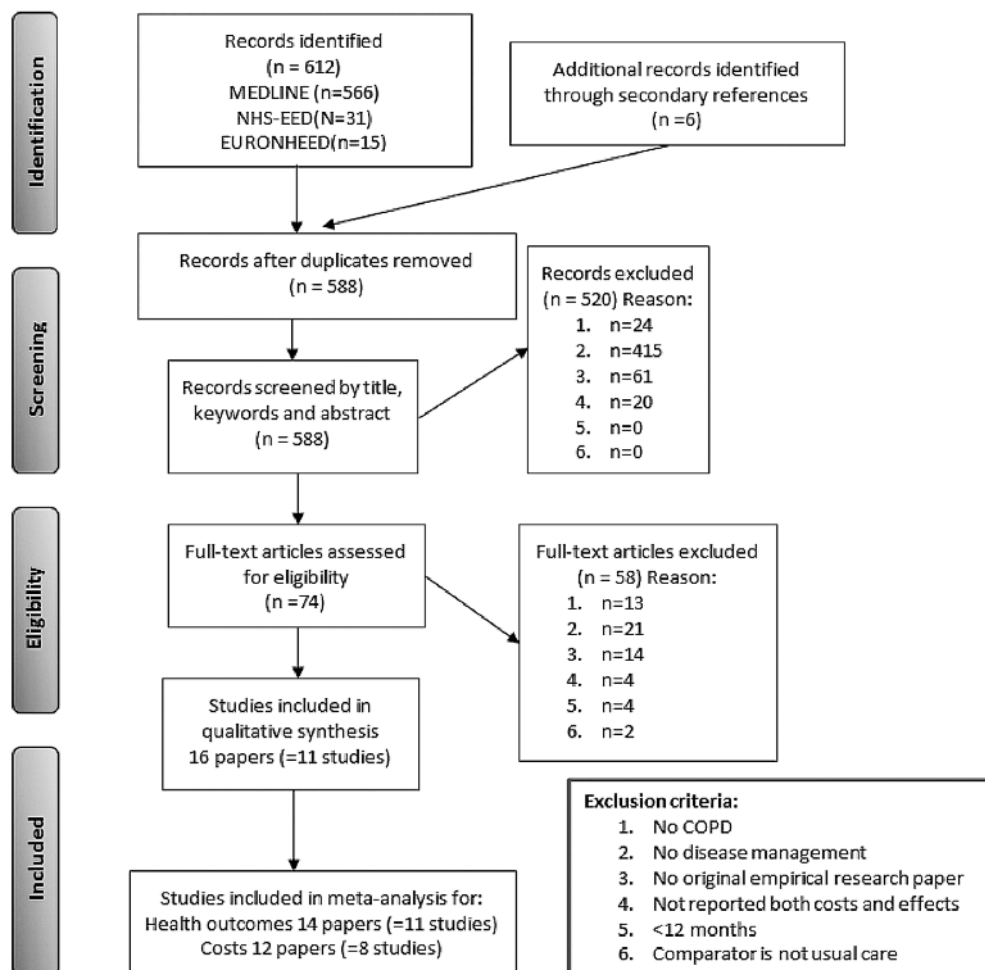 Identification
Records identified
(n = 612)
MEDLINE (n=566)
NHS-EED(N=31)
EURONHEED(n=15)
Additional records identified
through secondary references
(n =6)
Records after duplicates removed
(n = 588)
Screening
Records screened by title,
keywords and abstract
(n = 588)
Records excluded
(n = 520) Reason:
1. n=24
2. n=415
3. n=61
4. n=20
5. n=0
6. n=0
Eligibility
Full-text articles assessed
for eligibility
(n =74)
Full-text articles excluded
(n = 58) Reason:
1. n=13
2. n=21
3. n=14
4. n=4
5. n=4
6. n=2
Studies included in
qualitative synthesis
16 papers (=11 studies)
Included
Studies included in meta-analysis for:
Health outcomes 14 papers (=11 studies)
Costs 12 papers (=8 studies)
Exclusion criteria:
1. No COPD
2. No disease management
3. No original empirical research paper
4. Not reported both costs and effects
5. <12 months
6. Comparator is not usual care